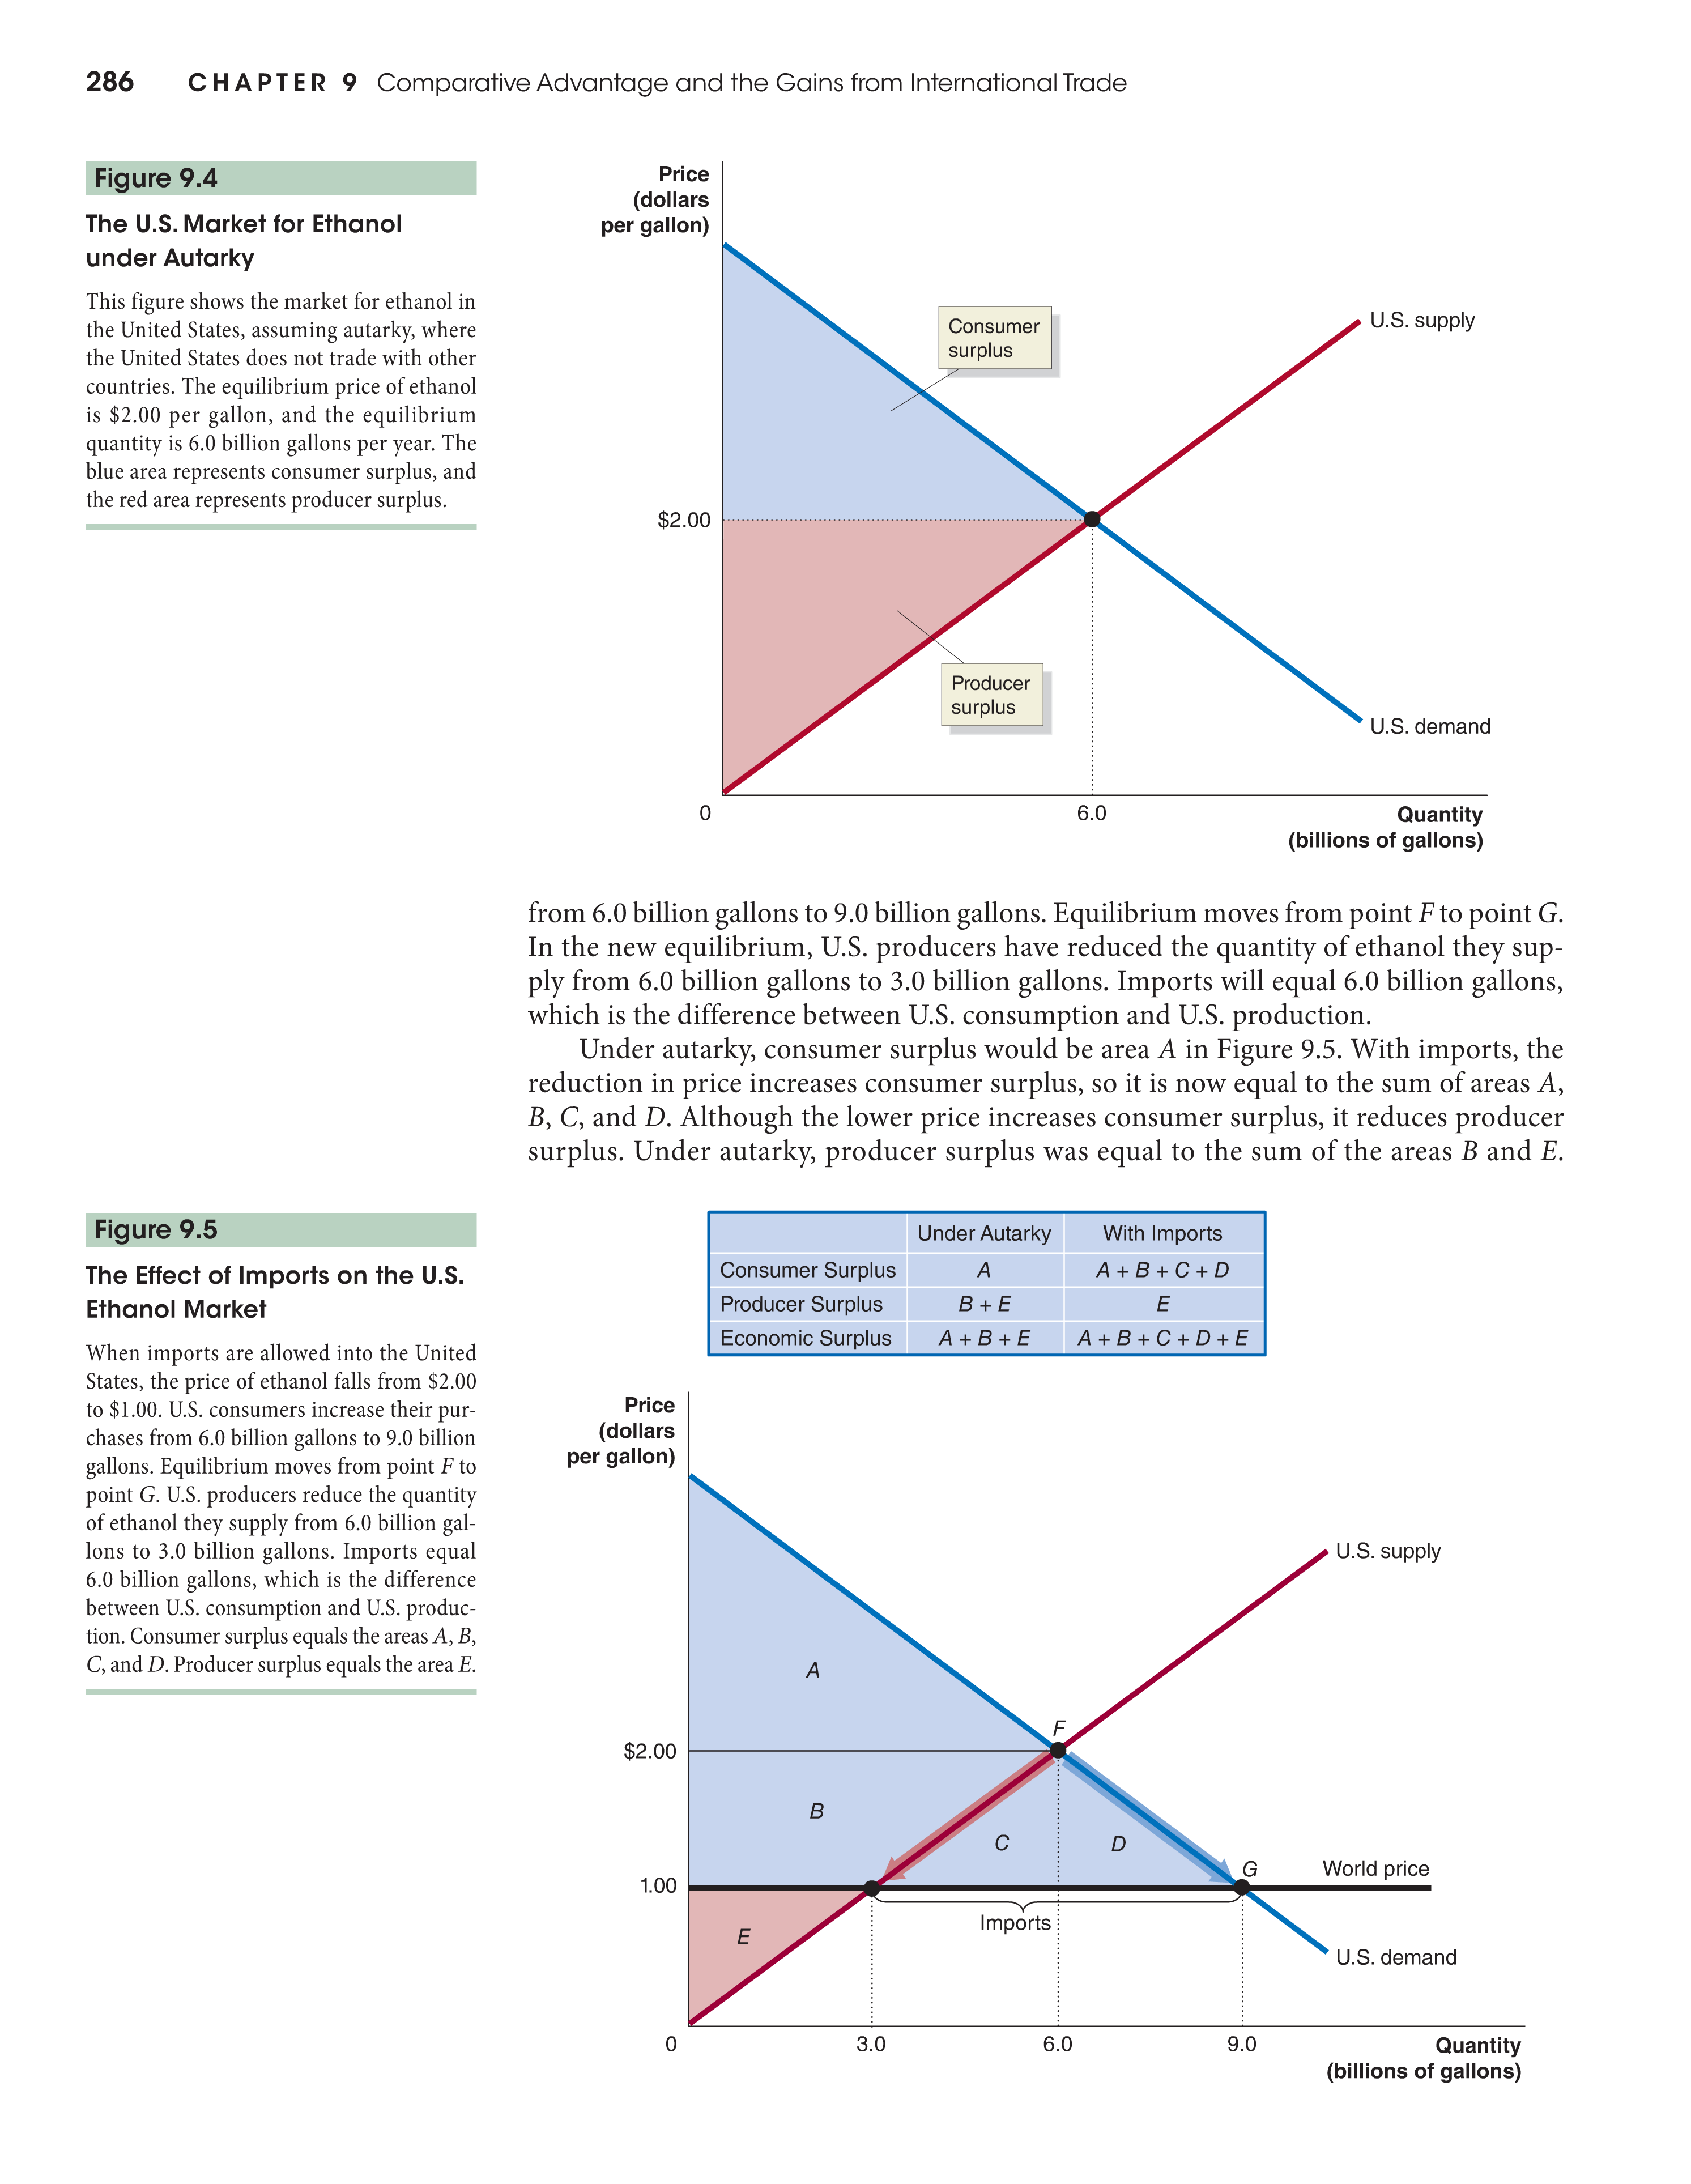 286 CHAPTER 9 Comparative Advantage and the Gains from International Trade
Figure 9.4
The U.S. Market for Ethanol
under Autarky
This figure shows the market for ethanol in
the United States, assuming autarky, where
the United States does not trade with other
countries. The equilibrium price of ethanol
is $2.00 per gallon, and the equilibrium
quantity is 6.0 billion gallons per year. The
blue area represents consumer surplus, and
the red area represents producer surplus.
Price
(dollars
per gallon)
Consumer
surplus
U.S. supply
$2.00
Producer
surplus
U.S. demand
0
6.0
Quantity
(billions of gallons)
from 6.0 billion gallons to 9.0 billion gallons. Equilibrium moves from point F to point G.
In the new equilibrium, U.S. producers have reduced the quantity of ethanol they sup-
ply from 6.0 billion gallons to 3.0 billion gallons. Imports will equal 6.0 billion gallons,
which is the difference between U.S. consumption and U.S. production.
Under autarky, consumer surplus would be area A in Figure 9.5. With imports, the
reduction in price increases consumer surplus, so it is now equal to the sum of areas A,
B, C, and D. Although the lower price increases consumer surplus, it reduces producer
surplus. Under autarky, producer surplus was equal to the sum of the areas B and E.
Figure 9.5
The Effect of Imports on the U.S.
Ethanol Market
When imports are allowed into the United
States, the price of ethanol falls from $2.00
to $1.00. U.S. consumers increase their pur-
chases from 6.0 billion gallons to 9.0 billion
gallons. Equilibrium moves from point F to
point G. U.S. producers reduce the quantity
of ethanol they supply from 6.0 billion gal-
lons to 3.0 billion gallons. Imports equal
6.0 billion gallons, which is the difference
between U.S. consumption and U.S. produc-
tion. Consumer surplus equals the areas A, B,
C, and D. Producer surplus equals the area E.
Under Autarky With Imports
Consumer Surplus A A + B + C + D
Producer Surplus B + E E
Economic Surplus A + B + E A + B + C + D + E
Price
(dollars
per gallon)
U.S. supply
A
F
$2.00
B
C
D
G
World price
1.00
Imports
E
U.S. demand
0
3.0
6.0
9.0
Quantity
(billions of gallons)